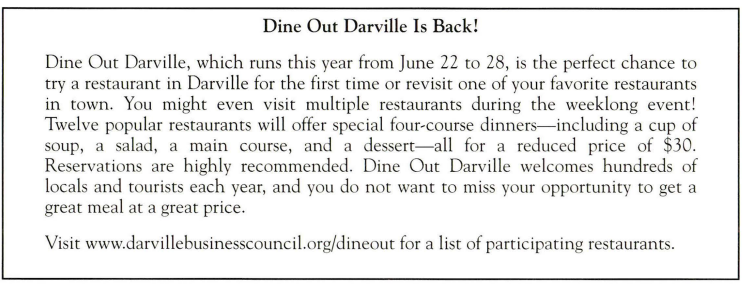 Dine Out Darville Is Back!
Dine Out Darville, which runs this year from June 22 to 28, is the perfect chance to
try a restaurant in Darville for the first time or revisit one of your favorite restaurants
in town. You might even visit multiple restaurants during the weeklong event!
Twelve popular restaurants will offer special four-course dinners—including a cup of
soup, a salad, a main course, and a dessert—all for a reduced price of $30.
Reservations are highly recommended. Dine Out Darville welcomes hundreds of
locals and tourists each year, and you do not want to miss your opportunity to get a
great meal at a great price.
Visit www.darvillebusinesscouncil.org/dineout for a list of participating restaurants.